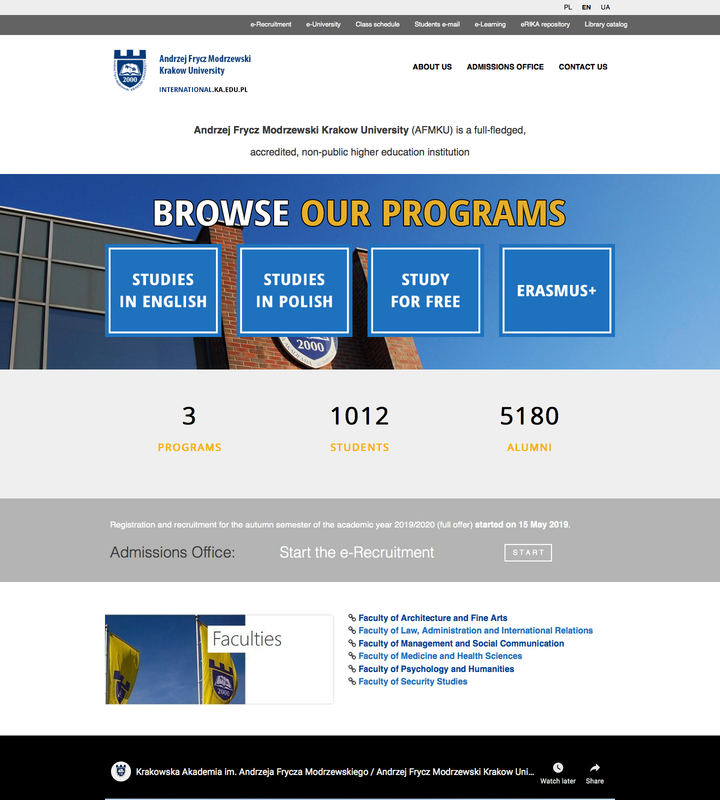 PL EN UA
e-Recruitment e-University Class schedule Students e-mail e-Learning eRIKA repository Library catalog
Andrzej Frycz Modrzewski
Krakow University
INTERNATIONAL.KA.EDU.PL
2000
ABOUT US ADMISSIONS OFFICE CONTACT US
Andrzej Frycz Modrzewski Krakow University (AFMKU) is a full-fledged,
accredited, non-public higher education institution
BROWSE OUR PROGRAMS
STUDIES
IN ENGLISH
STUDIES
IN POLISH
STUDY
FOR FREE
ERASMUS+
2000
3
PROGRAMS
1012
STUDENTS
5180
ALUMNI
Registration and recruitment for the autumn semester of the academic year 2019/2020 (full offer) started on 15 May 2019.
Admissions Office: Start the e-Recruitment START
Faculties
2000
Faculty of Architecture and Fine Arts
Faculty of Law, Administration and International Relations
Faculty of Management and Social Communication
Faculty of Medicine and Health Sciences
Faculty of Psychology and Humanities
Faculty of Security Studies
Krakowska Akademia im. Andrzeja Frycza Modrzewskiego / Andrzej Frycz Modrzewski Krakow Uni...
Watch later Share